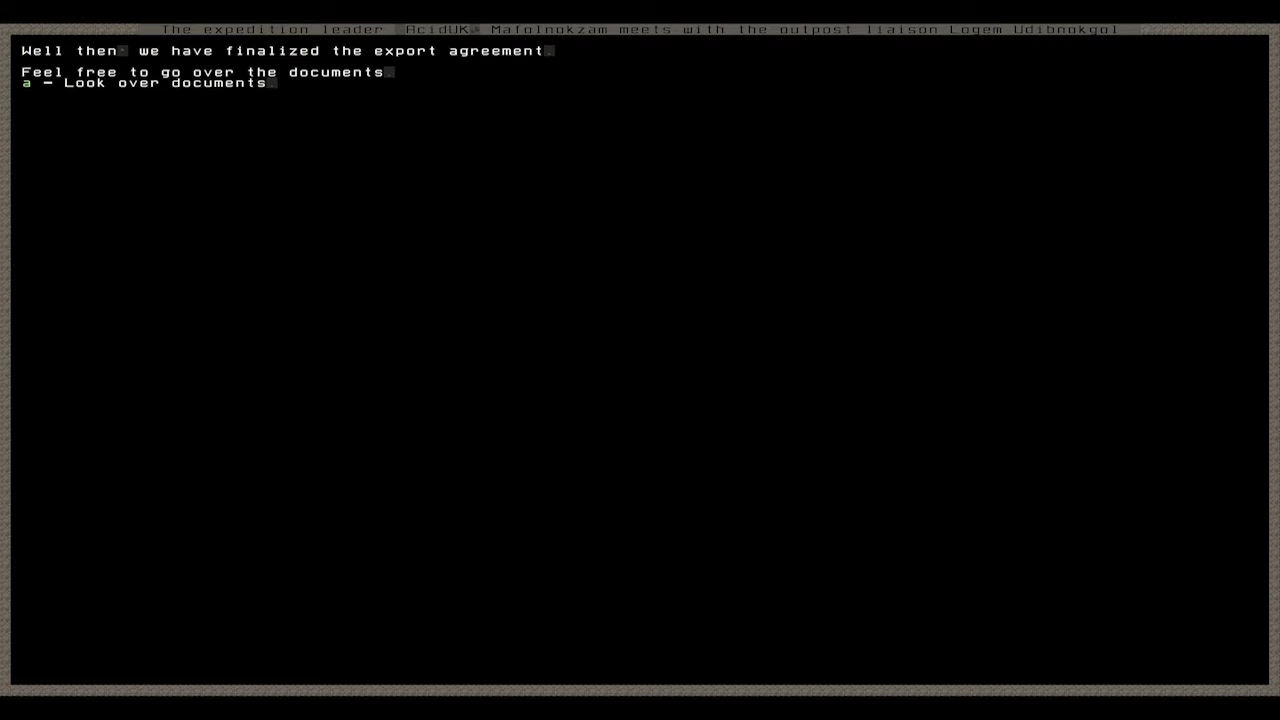 The expedition leader AcidUK Mafolnokzam meets with the outpost liaison Logem Udibnokgol
Well then, we have finalized the export agreement.
Feel free to go over the documents.
a - Look over documents.